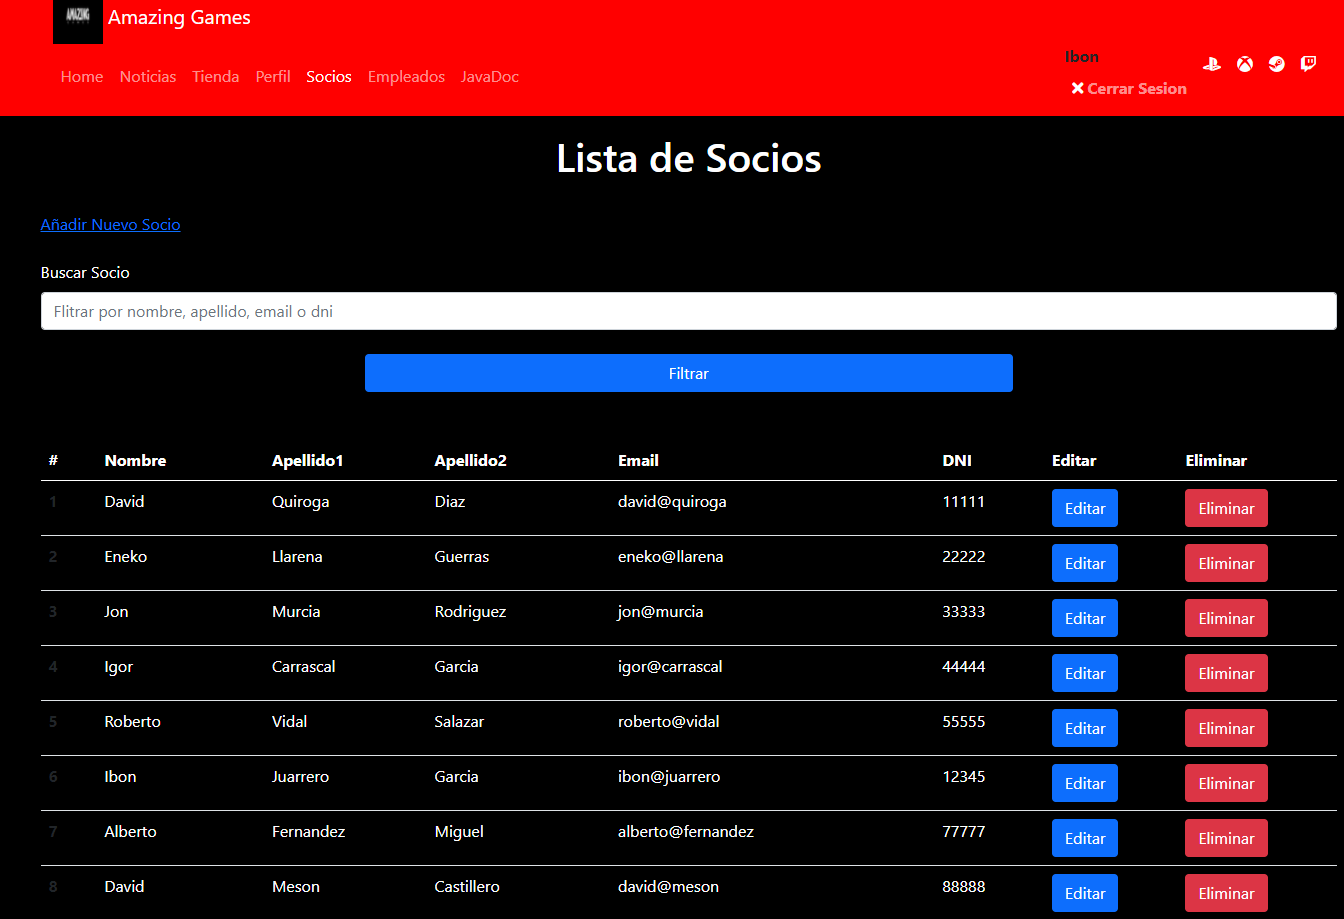 AMAZING
Amazing Games
Home Noticias Tienda Perfil Socios Empleados JavaDoc
Ibon
Cerrar Sesion
Lista de Socios
Añadir Nuevo Socio
Buscar Socio
Flitrar por nombre, apellido, email o dni
Filtrar
# Nombre Apellido1 Apellido2 Email DNI Editar Eliminar
1 David Quiroga Diaz david@quiroga 11111 Editar Eliminar
2 Eneko Llarena Guerras eneko@llarena 22222 Editar Eliminar
3 Jon Murcia Rodriguez jon@murcia 33333 Editar Eliminar
4 Igor Carrascal Garcia igor@carrascal 44444 Editar Eliminar
5 Roberto Vidal Salazar roberto@vidal 55555 Editar Eliminar
6 Ibon Juarrero Garcia ibon@juarrero 12345 Editar Eliminar
7 Alberto Fernandez Miguel alberto@fernandez 77777 Editar Eliminar
8 David Meson Castillero david@meson 88888 Editar Eliminar